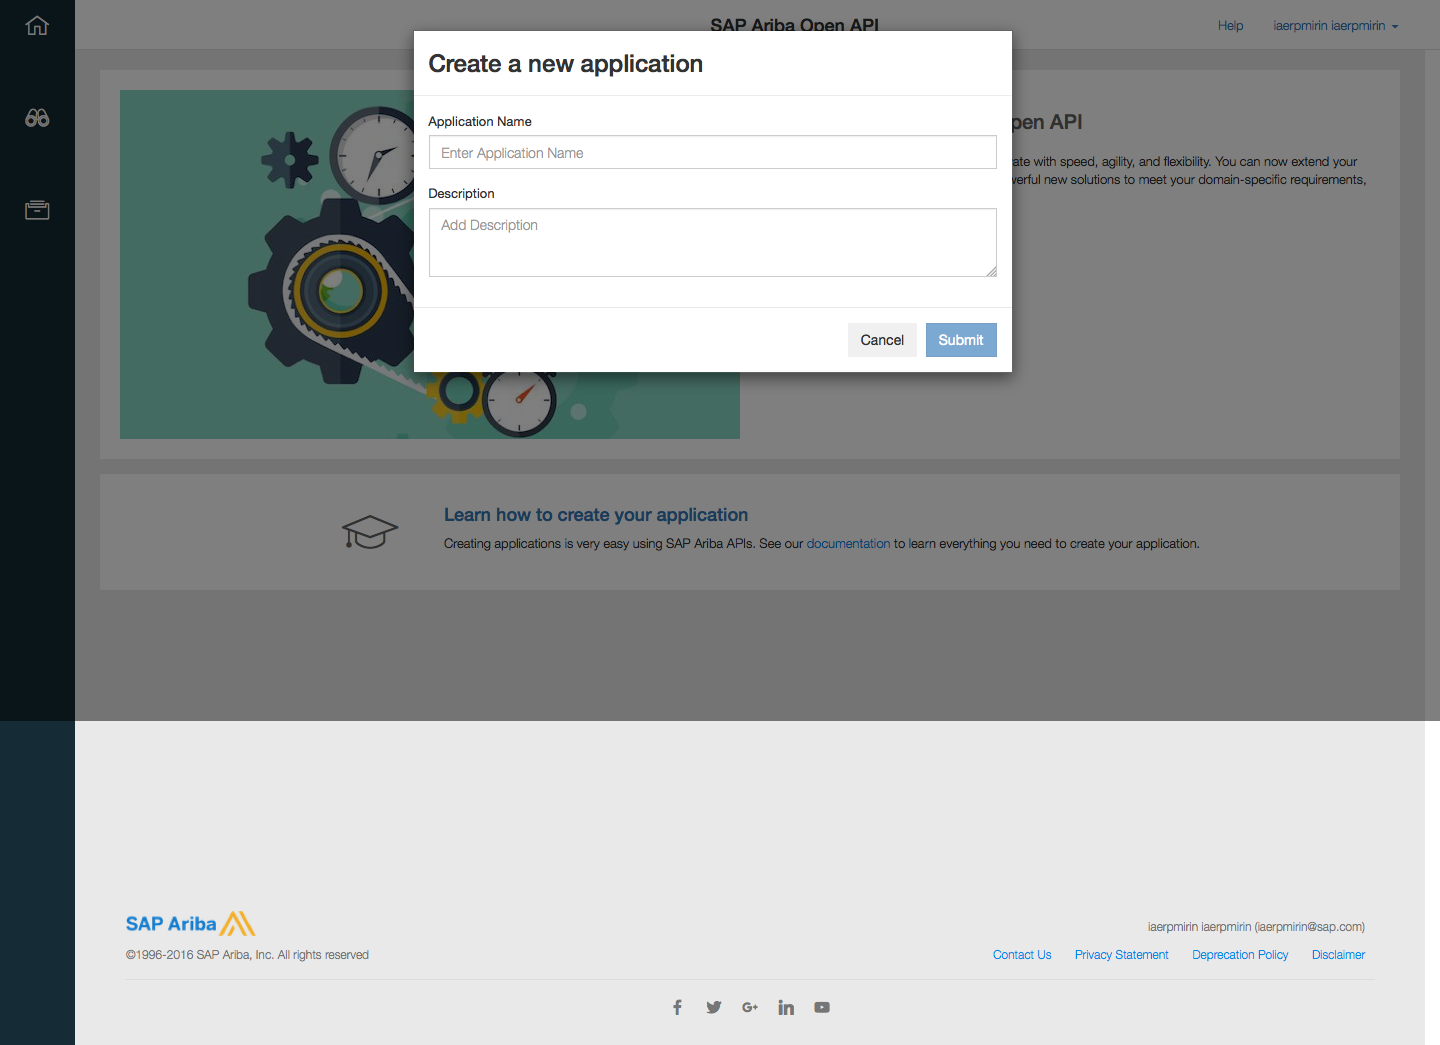 SAP Ariba Open API
Help
iaerpmirin iaerpmirin
Create a new application
Application Name
Enter Application Name
Description
Add Description
Cancel
Submit
pen API
ate with speed, agility, and flexibility. You can now extend your
erful new solutions to meet your domain-specific requirements,
Learn how to create your application
Creating applications is very easy using SAP Ariba APIs. See our documentation to learn everything you need to create your application.
SAP Ariba
iaerpmirin iaerpmirin (iaerpmirin@sap.com)
©1996-2016 SAP Ariba, Inc. All rights reserved
Contact Us Privacy Statement Deprecation Policy Disclaimer